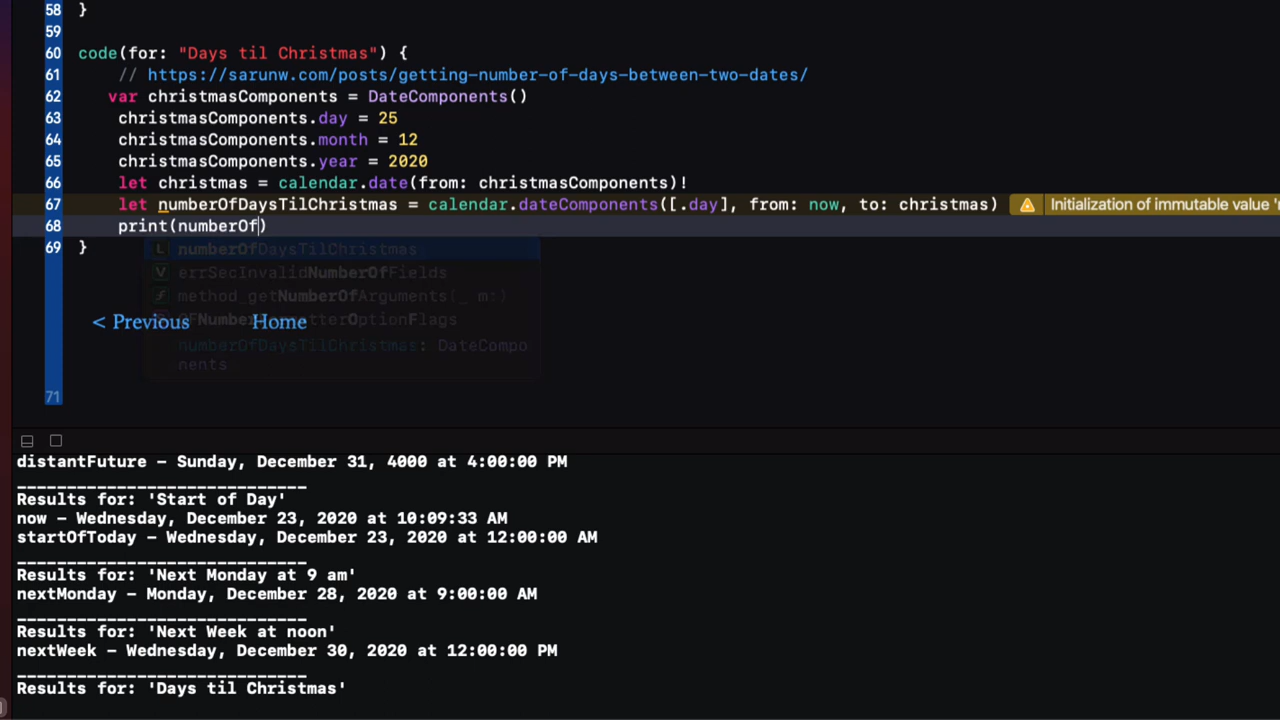 58 }
59
60 code(for: "Days til Christmas") {
61 // https://sarunw.com/posts/getting-number-of-days-between-two-dates/
62 var christmasComponents = DateComponents()
63 christmasComponents.day = 25
64 christmasComponents.month = 12
65 christmasComponents.year = 2020
66 let christmas = calendar.date(from: christmasComponents)!
67 let numberOfDaysTilChristmas = calendar.dateComponents([.day], from: now, to: christmas) Initialization of immutable value 'n
68 print(numberOf)
69 }
L numberOfDaysTilChristmas
V errSecInvalidNumberOfFields
f method_getNumberOfArguments(_ m:)
< Previous Home
numberOfDaysTilChristmas: DateCompo
nents
71
distantFuture – Sunday, December 31, 4000 at 4:00:00 PM
Results for: 'Start of Day'
now – Wednesday, December 23, 2020 at 10:09:33 AM
startOfToday – Wednesday, December 23, 2020 at 12:00:00 AM
Results for: 'Next Monday at 9 am'
nextMonday – Monday, December 28, 2020 at 9:00:00 AM
Results for: 'Next Week at noon'
nextWeek – Wednesday, December 30, 2020 at 12:00:00 PM
Results for: 'Days til Christmas'